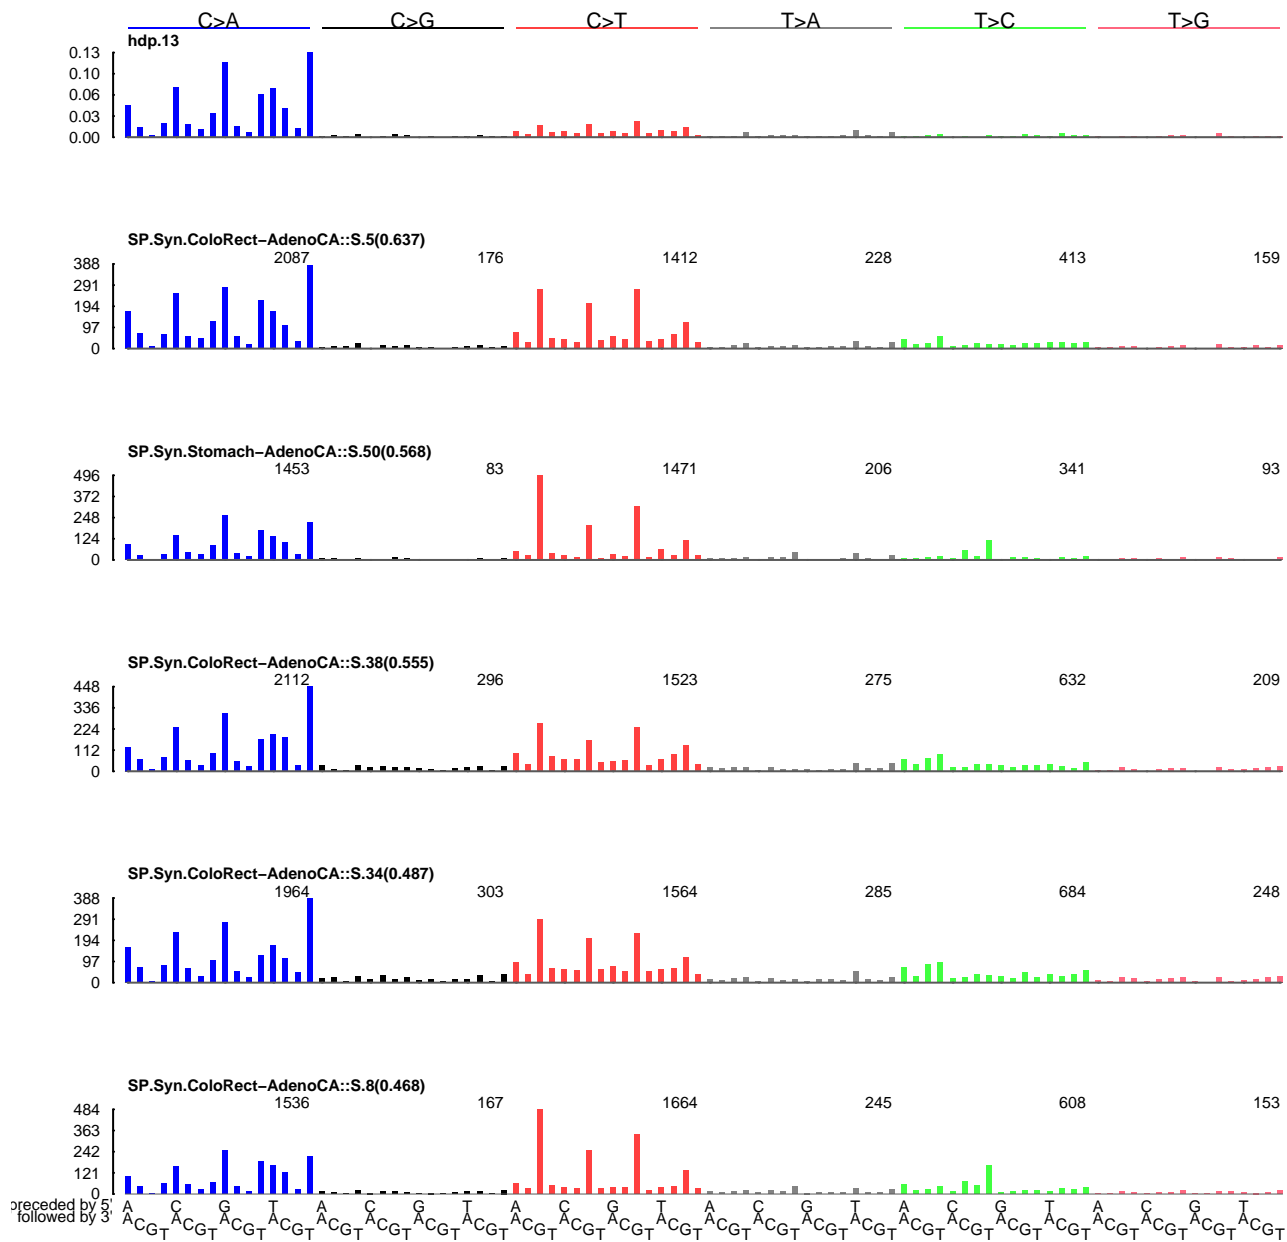 C>A C>G C>T T>A T>C T>G
hdp.13
0.13
0.10
0.06
0.03
0.00
SP.Syn.ColoRect−AdenoCA::S.5(0.637)
2087 176 1412 228 413 159
388
291
194
97
0
SP.Syn.Stomach−AdenoCA::S.50(0.568)
1453 83 1471 206 341 93
496
372
248
124
0
SP.Syn.ColoRect−AdenoCA::S.38(0.555)
2112 296 1523 275 632 209
448
336
224
112
0
SP.Syn.ColoRect−AdenoCA::S.34(0.487)
1964 303 1564 285 684 248
388
291
194
97
0
SP.Syn.ColoRect−AdenoCA::S.8(0.468)
1536 167 1664 245 608 153
484
363
242
121
0
preceded by 5' A C G T A C G T A C G T A C G T A C G T A C G T
followed by 3' A C G T A C G T A C G T A C G T A C G T A C G T A C G T A C G T A C G T A C G T A C G T A C G T A C G T A C G T A C G T A C G T A C G T A C G T A C G T A C G T A C G T A C G T A C G T A C G T